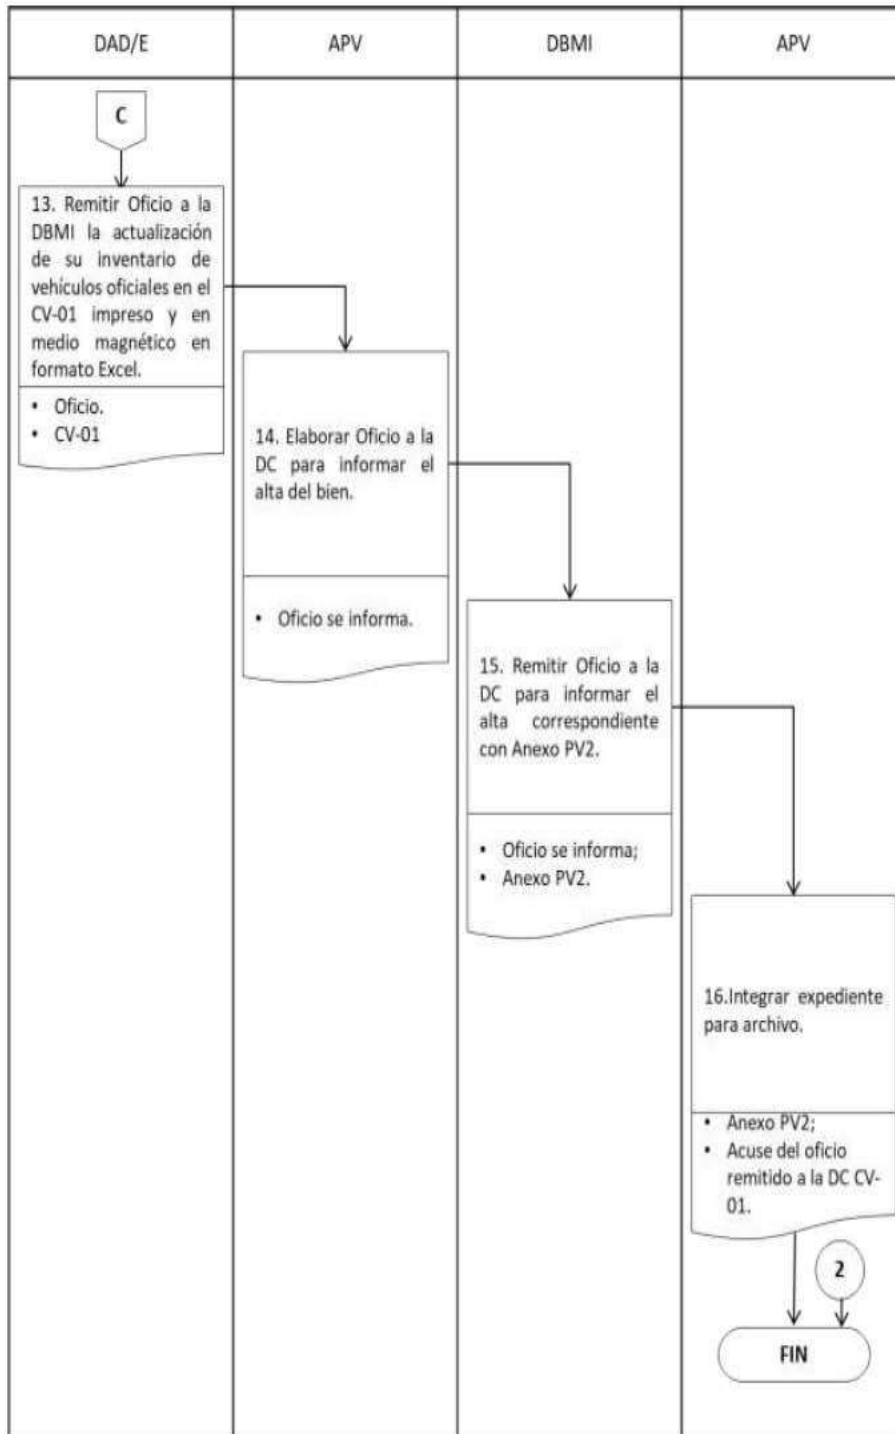 DAD/E
APV
DBMI
APV
C
13. Remitir Oficio a la
DBMI la actualización
de su inventario de
vehículos oficiales en el
CV-01 impreso y en
medio magnético en
formato Excel.
• Oficio.
• CV-01
14. Elaborar Oficio a la
DC para informar el
alta del bien.
• Oficio se informa.
15. Remitir Oficio a la
DC para informar el
alta correspondiente
con Anexo PV2.
• Oficio se informa;
• Anexo PV2.
16.Integrar expediente
para archivo.
• Anexo PV2;
• Acuse del oficio
remitido a la DC CV-
01.
2
FIN